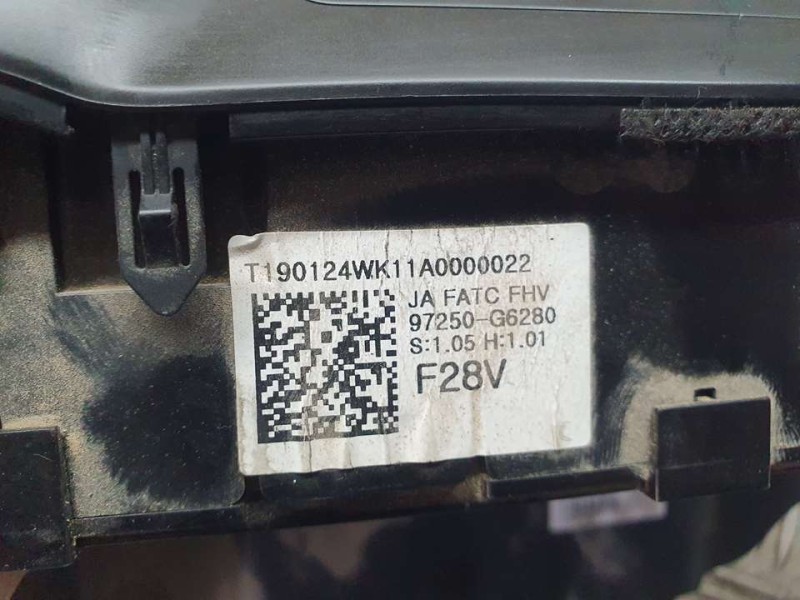 T190124WK11A0000022
JA FATC FHV
97250-G6280
S:1.05 H:1.01
F28V